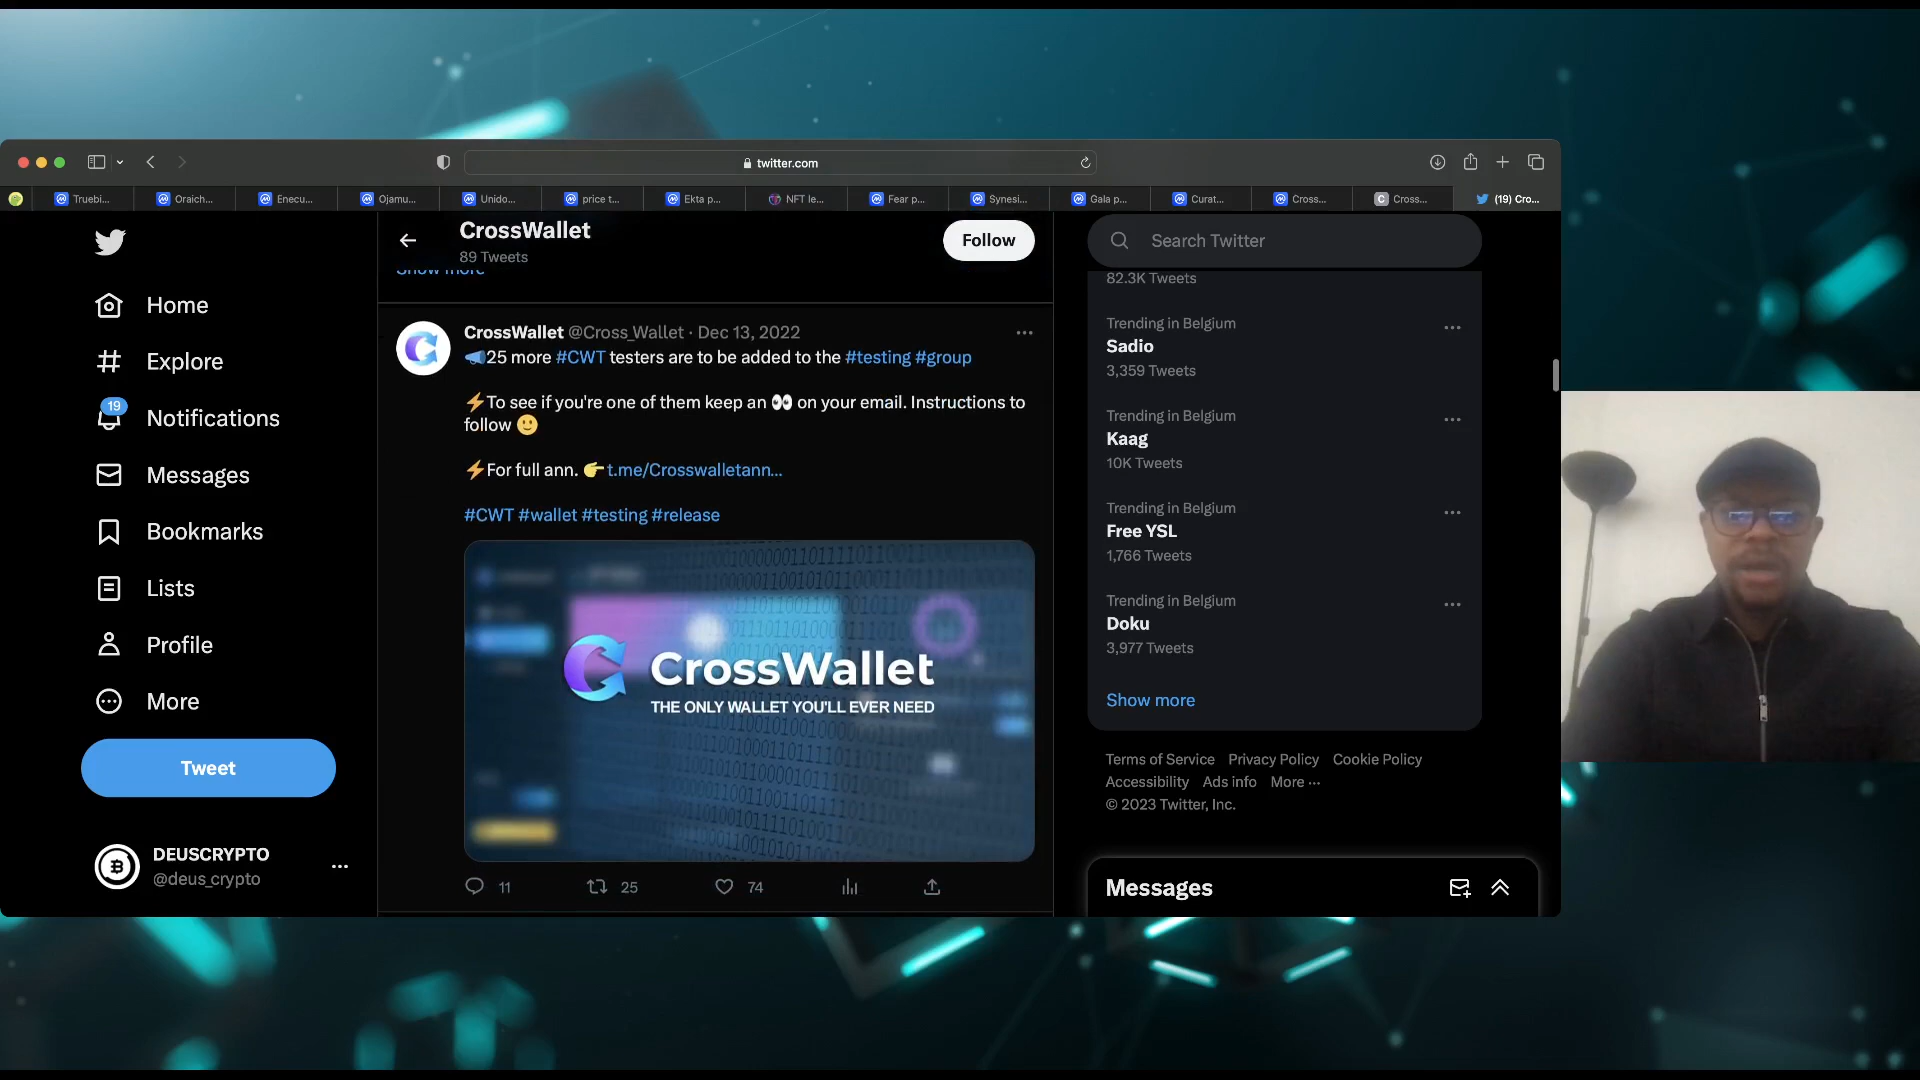 twitter.com
Truebi...
Oraich...
Enecu...
Ojamu...
Unido...
price t...
Ekta p...
NFT le...
Fear p...
Synesi...
Gala p...
Curat...
Cross...
Cross...
(19) Cro...
Home
Explore
19
Notifications
Messages
Bookmarks
Lists
Profile
More
Tweet
DEUSCRYPTO
@deus_crypto
CrossWallet
89 Tweets
Follow
Show more
CrossWallet @Cross_Wallet · Dec 13, 2022
📣25 more #CWT testers are to be added to the #testing #group
⚡To see if you're one of them keep an 👀 on your email. Instructions to
follow 🙂
⚡For full ann. 👉t.me/Crosswalletann...
#CWT #wallet #testing #release
CrossWallet
THE ONLY WALLET YOU'LL EVER NEED
11
25
74
Search Twitter
82.3K Tweets
Trending in Belgium
Sadio
3,359 Tweets
Trending in Belgium
Kaag
10K Tweets
Trending in Belgium
Free YSL
1,766 Tweets
Trending in Belgium
Doku
3,977 Tweets
Show more
Terms of Service Privacy Policy Cookie Policy
Accessibility Ads info More ···
© 2023 Twitter, Inc.
Messages